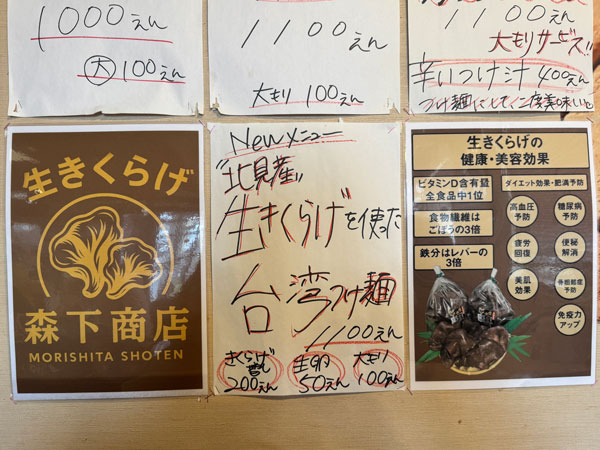 1000えん
大 100えん
1100えん
大もり 100えん
1100えん
大もりサービス!!
辛いつけ汁 400えん
生きくらげ
森下商店
MORISHITA SHOTEN
Newメニュー
"北見産"
生きくらげを使った
台湾つけ麺
1100えん
きくらげ
増し
200えん
生卵
50えん
大もり
100えん
生きくらげの
健康・美容効果
ビタミンD含有量
全食品中1位
食物繊維は
ごぼうの3倍
鉄分はレバーの
3倍
ダイエット効果・肥満予防
高血圧
予防
糖尿病
予防
疲労
回復
便秘
解消
美肌
効果
骨粗鬆症
予防
免疫力
アップ